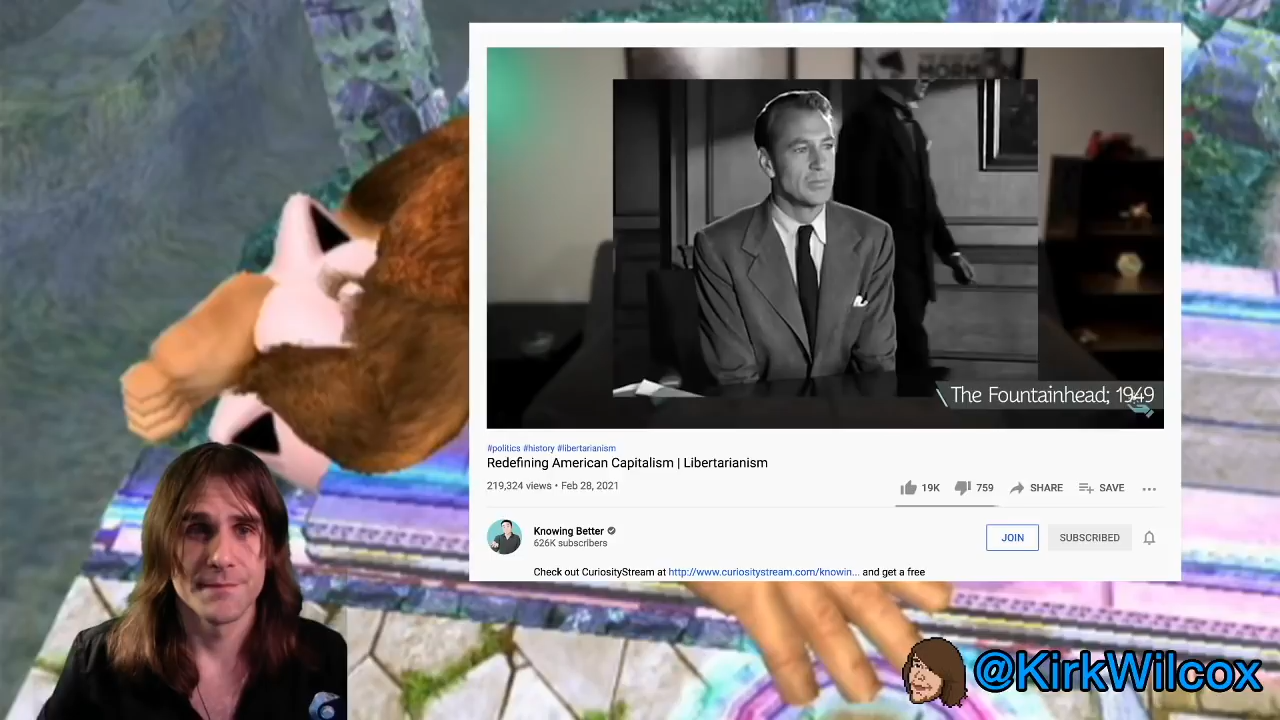 MORMON
The Fountainhead; 1949
#politics #history #libertarianism
Redefining American Capitalism | Libertarianism
219,324 views • Feb 28, 2021
19K 759 SHARE SAVE ...
Knowing Better
626K subscribers
JOIN SUBSCRIBED
Check out CuriosityStream at http://www.curiositystream.com/knowin... and get a free
@KirkWilcox